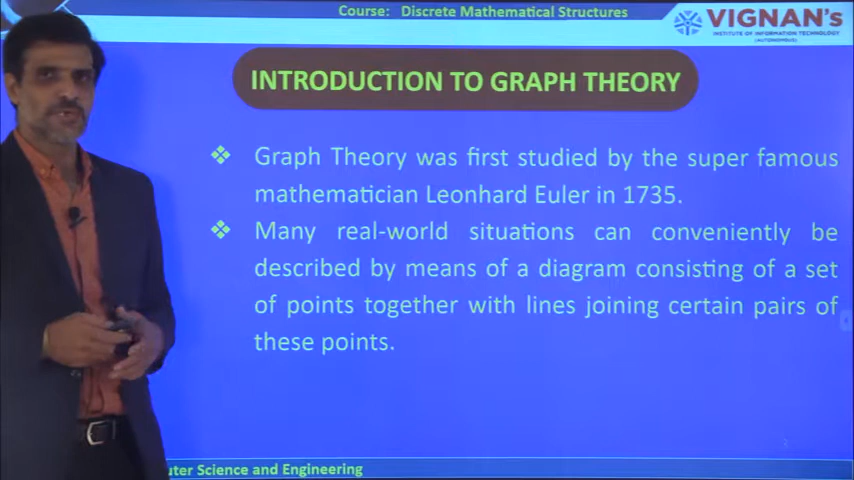 Course: Discrete Mathematical Structures
VIGNAN'S
INSTITUTE OF INFORMATION TECHNOLOGY
(AUTONOMOUS)
INTRODUCTION TO GRAPH THEORY
Graph Theory was first studied by the super famous
mathematician Leonhard Euler in 1735.
Many real-world situations can conveniently be
described by means of a diagram consisting of a set
of points together with lines joining certain pairs of
these points.
3
uter Science and Engineering